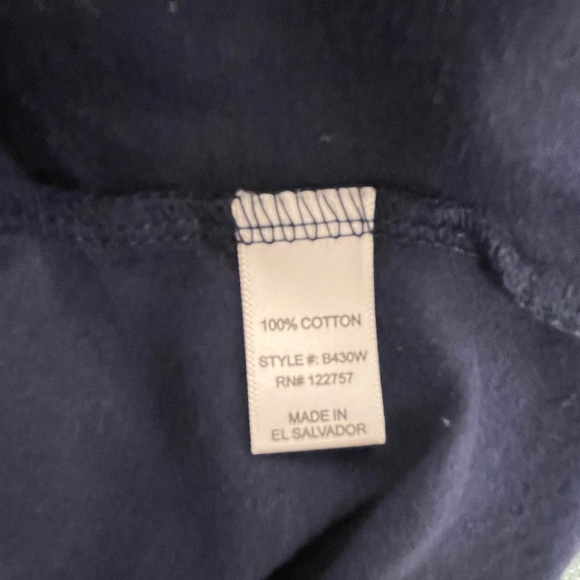 100% COTTON
STYLE #: B430W
RN# 122757
MADE IN
EL SALVADOR